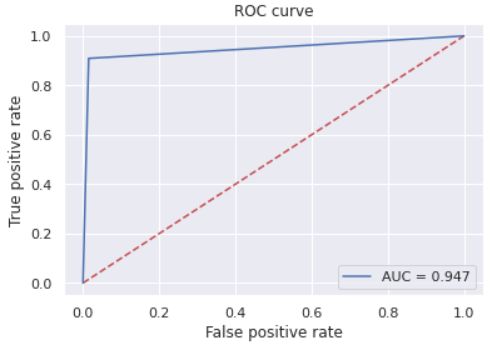 ROC curve
1.0
0.8
0.6
0.4
0.2
0.0
True positive rate
AUC = 0.947
0.0 0.2 0.4 0.6 0.8 1.0
False positive rate